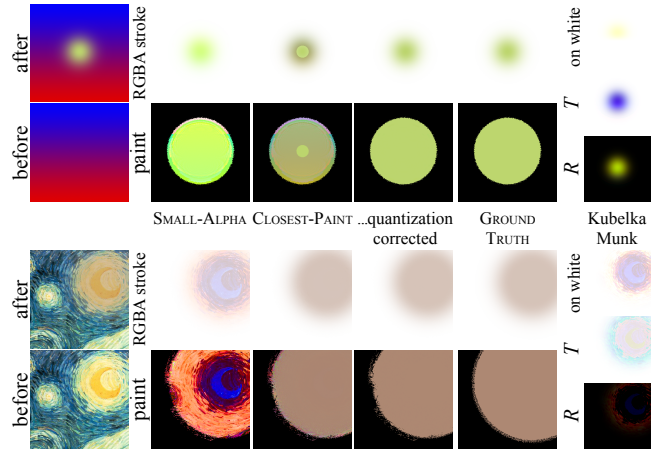 after
RGBA stroke
on white
T
before
paint
R
SMALL-ALPHA
CLOSEST-PAINT
...quantization
corrected
GROUND
TRUTH
Kubelka
Munk
after
RGBA stroke
on white
T
before
paint
R